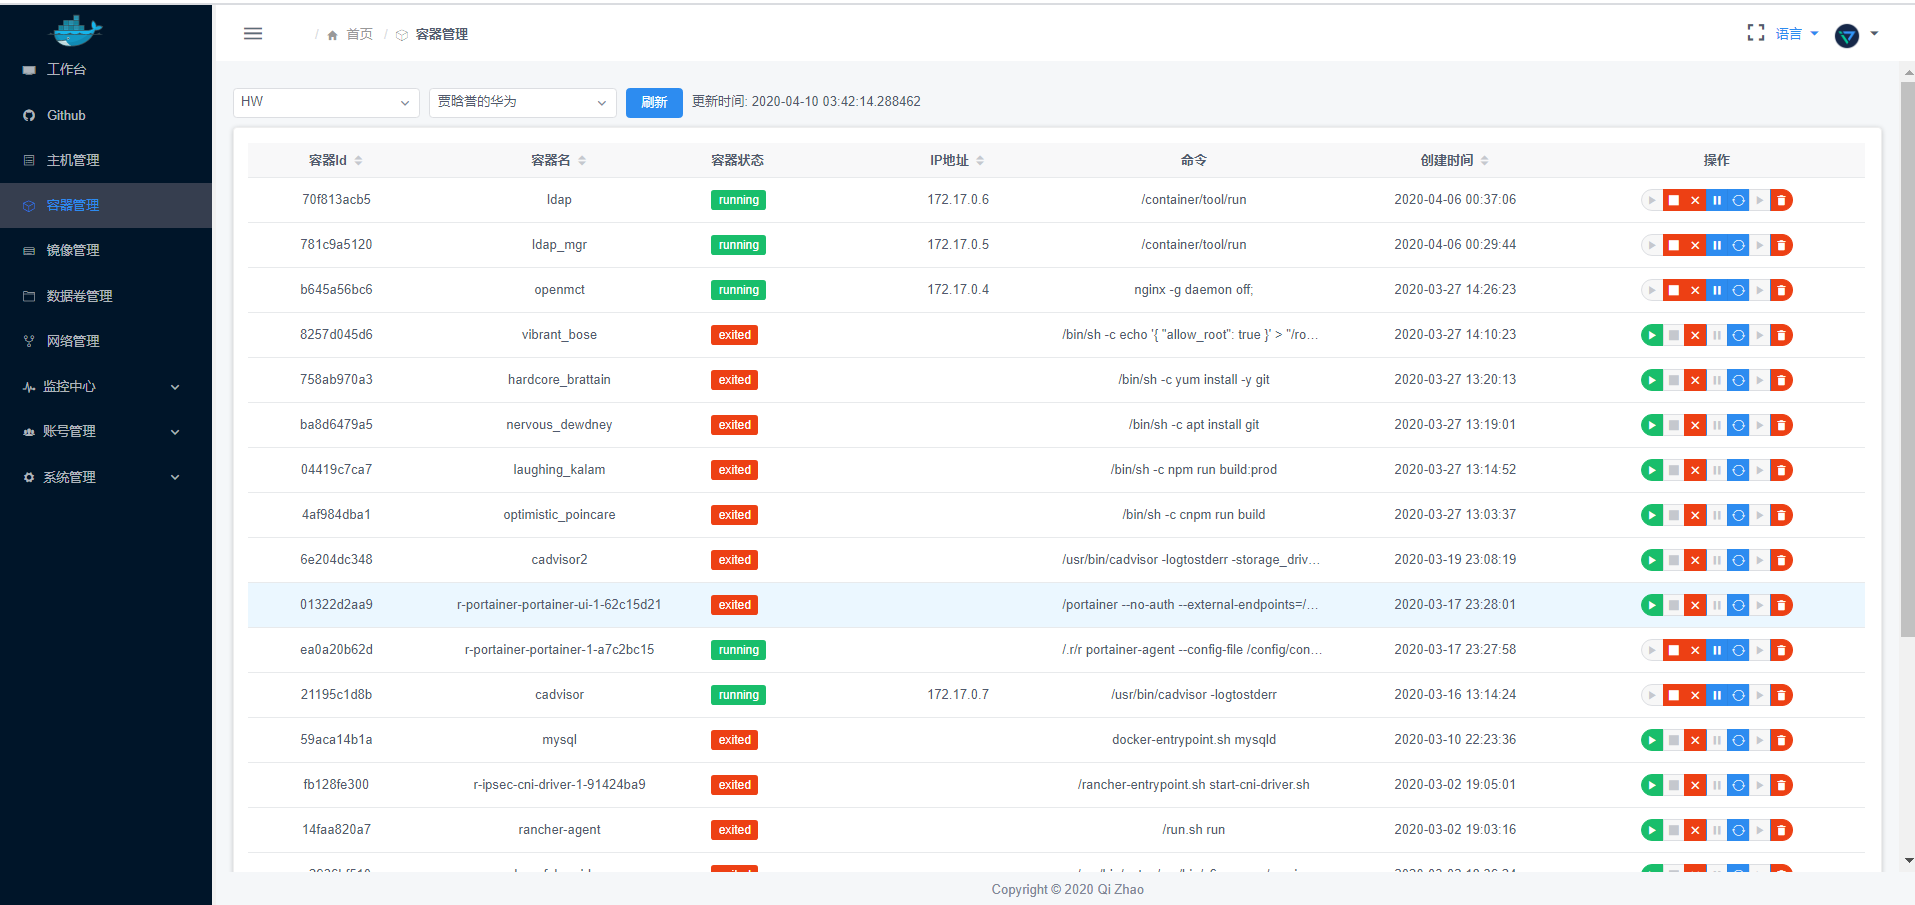 / 首页 / 容器管理
语言
工作台
Github
主机管理
容器管理
镜像管理
数据卷管理
网络管理
监控中心
账号管理
系统管理
HW 贾晗誉的华为 刷新 更新时间: 2020-04-10 03:42:14.288462
容器Id 容器名 容器状态 IP地址 命令 创建时间 操作
70f813acb5 ldap running 172.17.0.6 /container/tool/run 2020-04-06 00:37:06
781c9a5120 ldap_mgr running 172.17.0.5 /container/tool/run 2020-04-06 00:29:44
b645a56bc6 openmct running 172.17.0.4 nginx -g daemon off; 2020-03-27 14:26:23
8257d045d6 vibrant_bose exited /bin/sh -c echo '{ "allow_root": true }' > "/ro… 2020-03-27 14:10:23
758ab970a3 hardcore_brattain exited /bin/sh -c yum install -y git 2020-03-27 13:20:13
ba8d6479a5 nervous_dewdney exited /bin/sh -c apt install git 2020-03-27 13:19:01
04419c7ca7 laughing_kalam exited /bin/sh -c npm run build:prod 2020-03-27 13:14:52
4af984dba1 optimistic_poincare exited /bin/sh -c cnpm run build 2020-03-27 13:03:37
6e204dc348 cadvisor2 exited /usr/bin/cadvisor -logtostderr -storage_driv… 2020-03-19 23:08:19
01322d2aa9 r-portainer-portainer-ui-1-62c15d21 exited /portainer --no-auth --external-endpoints=/… 2020-03-17 23:28:01
ea0a20b62d r-portainer-portainer-1-a7c2bc15 running /.r/r portainer-agent --config-file /config/con… 2020-03-17 23:27:58
21195c1d8b cadvisor running 172.17.0.7 /usr/bin/cadvisor -logtostderr 2020-03-16 13:14:24
59aca14b1a mysql exited docker-entrypoint.sh mysqld 2020-03-10 22:23:36
fb128fe300 r-ipsec-cni-driver-1-91424ba9 exited /rancher-entrypoint.sh start-cni-driver.sh 2020-03-02 19:05:01
14faa820a7 rancher-agent exited /run.sh run 2020-03-02 19:03:16
Copyright © 2020 Qi Zhao